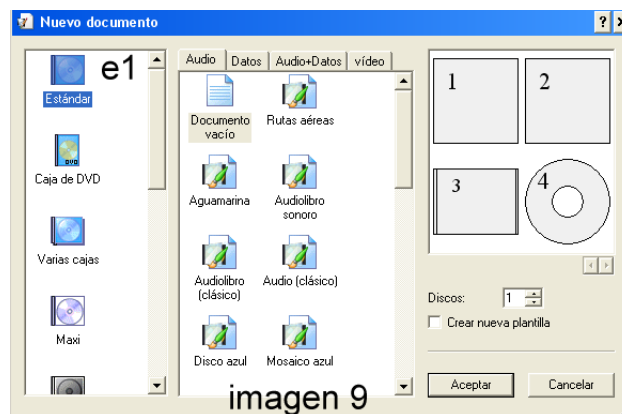 Nuevo documento
e1
Estándar
Caja de DVD
DVD
Varias cajas
Maxi
Audio
Datos
Audio+Datos
vídeo
Documento
vacío
Rutas aéreas
Aguamarina
Audiolibro
sonoro
Audiolibro
(clásico)
Audio (clásico)
Disco azul
Mosaico azul
imagen 9
1
2
3
4
Discos:
1
Crear nueva plantilla
Aceptar
Cancelar